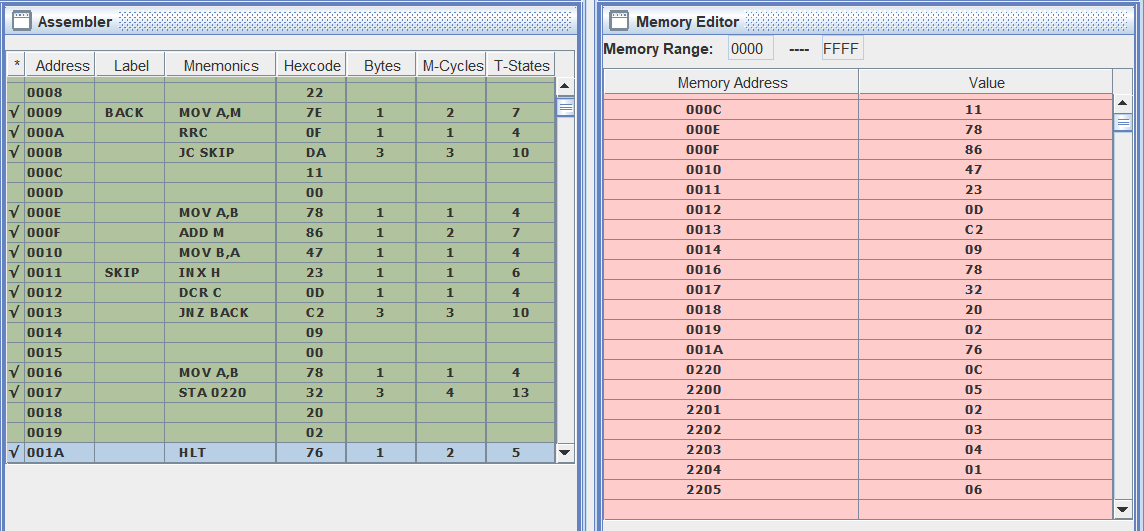 Assembler
* Address Label Mnemonics Hexcode Bytes M-Cycles T-States
0008 22
√ 0009 BACK MOV A,M 7E 1 2 7
√ 000A RRC 0F 1 1 4
√ 000B JC SKIP DA 3 3 10
000C 11
000D 00
√ 000E MOV A,B 78 1 1 4
√ 000F ADD M 86 1 2 7
√ 0010 MOV B,A 47 1 1 4
√ 0011 SKIP INX H 23 1 1 6
√ 0012 DCR C 0D 1 1 4
√ 0013 JNZ BACK C2 3 3 10
0014 09
0015 00
√ 0016 MOV A,B 78 1 1 4
√ 0017 STA 0220 32 3 4 13
0018 20
0019 02
√ 001A HLT 76 1 2 5
Memory Editor
Memory Range: 0000 ---- FFFF
Memory Address Value
000C 11
000E 78
000F 86
0010 47
0011 23
0012 0D
0013 C2
0014 09
0016 78
0017 32
0018 20
0019 02
001A 76
0220 0C
2200 05
2201 02
2202 03
2203 04
2204 01
2205 06